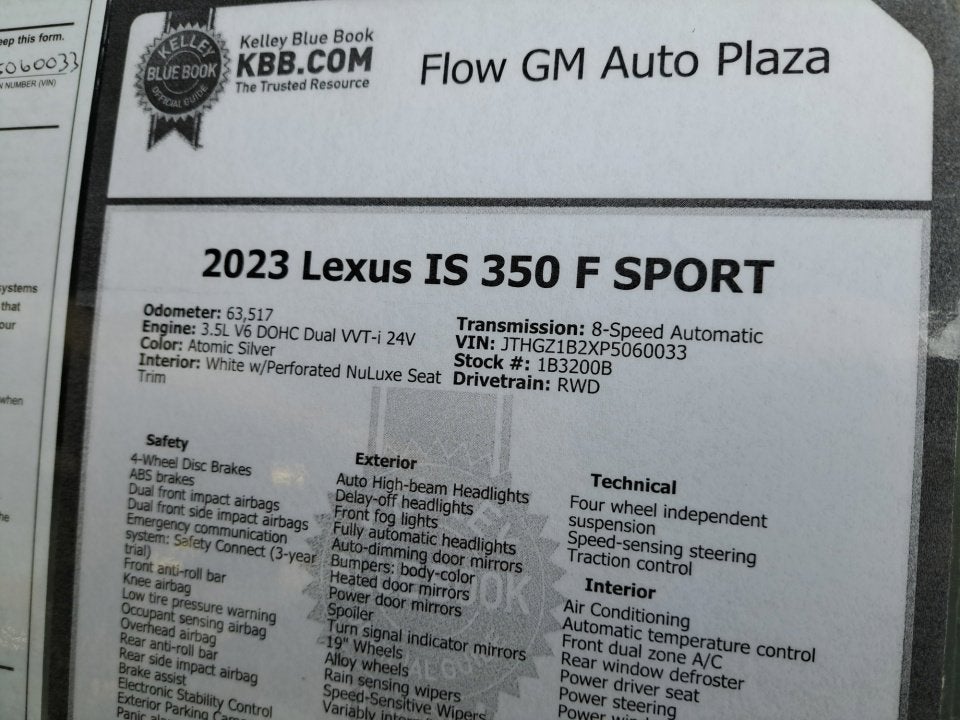 eep this form.
5060033
N NUMBER (VIN)
ystems
that
our
when
he
KELLEY
BLUE BOOK
OFFICIAL GUIDE
Kelley Blue Book
KBB.COM
The Trusted Resource
Flow GM Auto Plaza
2023 Lexus IS 350 F SPORT
Odometer: 63,517
Engine: 3.5L V6 DOHC Dual VVT-i 24V
Color: Atomic Silver
Interior: White w/Perforated NuLuxe Seat
Trim
Transmission: 8-Speed Automatic
VIN: JTHGZ1B2XP5060033
Stock #: 1B3200B
Drivetrain: RWD
Safety
4-Wheel Disc Brakes
ABS brakes
Dual front impact airbags
Dual front side impact airbags
Emergency communication
system: Safety Connect (3-year
trial)
Front anti-roll bar
Knee airbag
Low tire pressure warning
Occupant sensing airbag
Overhead airbag
Rear anti-roll bar
Rear side impact airbag
Brake assist
Electronic Stability Control
Exterior Parking
Exterior
Auto High-beam Headlights
Delay-off headlights
Front fog lights
Fully automatic headlights
Auto-dimming door mirrors
Bumpers: body-color
Heated door mirrors
Power door mirrors
Spoiler
Turn signal indicator mirrors
19" Wheels
Alloy wheels
Rain sensing wipers
Speed-Sensitive Wipers
Variably
Technical
Four wheel independent
suspension
Speed-sensing steering
Traction control
Interior
Air Conditioning
Automatic temperature control
Front dual zone A/C
Rear window defroster
Power driver seat
Power steering
Power